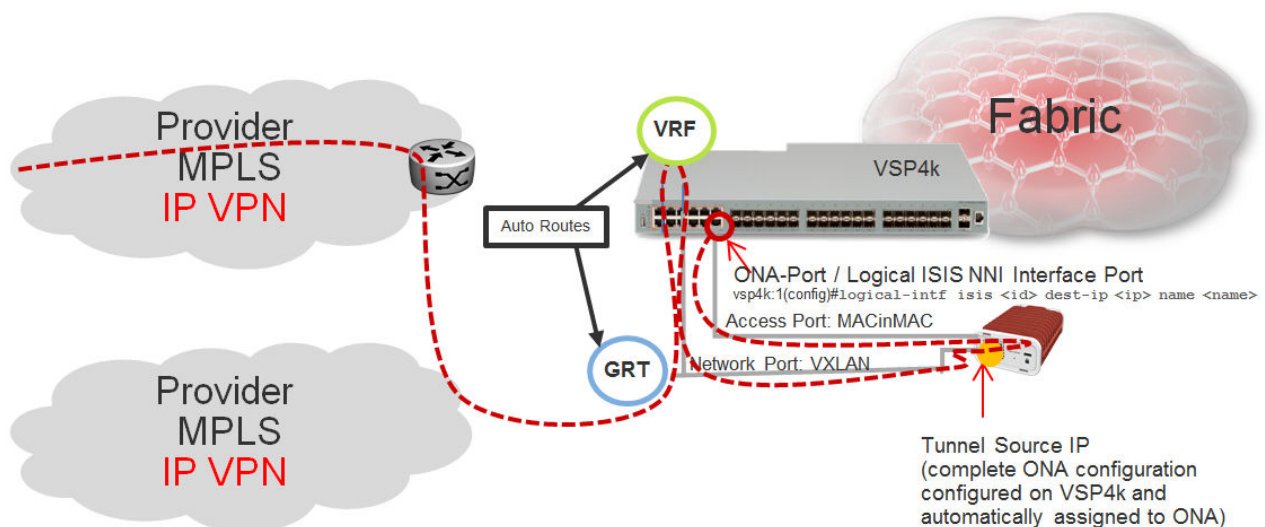 Provider
MPLS
IP VPN
VRF
VSP4k
Fabric
Auto Routes
ONA-Port / Logical ISIS NNI Interface Port
vsp4k:1(config)#logical-intf isis <id> dest-ip <ip> name <name>
Access Port: MACinMAC
GRT
Network Port: VXLAN
Provider
MPLS
IP VPN
Tunnel Source IP
(complete ONA configuration
configured on VSP4k and
automatically assigned to ONA)